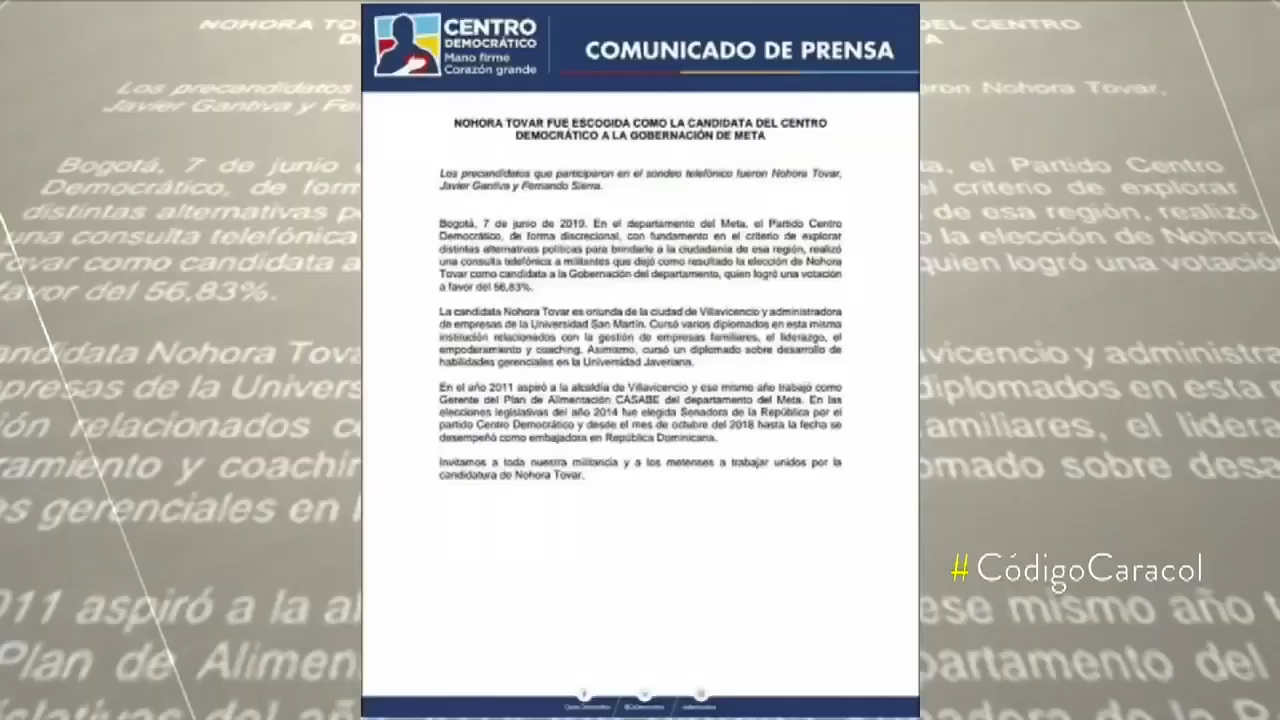 CENTRO
DEMOCRÁTICO
Mano firme
Corazón grande
COMUNICADO DE PRENSA
NOHORA TOVAR FUE ESCOGIDA COMO LA CANDIDATA DEL CENTRO
DEMOCRÁTICO A LA GOBERNACIÓN DE META
Los precandidatos que participaron en el sondeo telefónico fueron Nohora Tovar,
Javier Gantiva y Fernando Sierra.
Bogotá, 7 de junio de 2019. En el departamento del Meta, el Partido Centro
Democrático, de forma discrecional, con fundamento en el criterio de explorar
distintas alternativas políticas para brindarle a la ciudadanía de esa región, realizó
una consulta telefónica a militantes que dejó como resultado la elección de Nohora
Tovar como candidata a la Gobernación del departamento, quien logró una votación
a favor del 56,83%.
La candidata Nohora Tovar es oriunda de la ciudad de Villavicencio y administradora
de empresas de la Universidad San Martín. Cursó varios diplomados en esta misma
institución relacionados con la gestión de empresas familiares, el liderazgo, el
empoderamiento y coaching. Asimismo, cursó un diplomado sobre desarrollo de
habilidades gerenciales en la Universidad Javeriana.
En el año 2011 aspiró a la alcaldía de Villavicencio y ese mismo año trabajó como
Gerente del Plan de Alimentación CASABE del departamento del Meta. En las
elecciones legislativas del año 2014 fue elegida Senadora de la República por el
partido Centro Democrático y desde el mes de octubre del 2018 hasta la fecha se
desempeñó como embajadora en República Dominicana.
Invitamos a toda nuestra militancia y a los metenses a trabajar unidos por la
candidatura de Nohora Tovar.
#CódigoCaracol